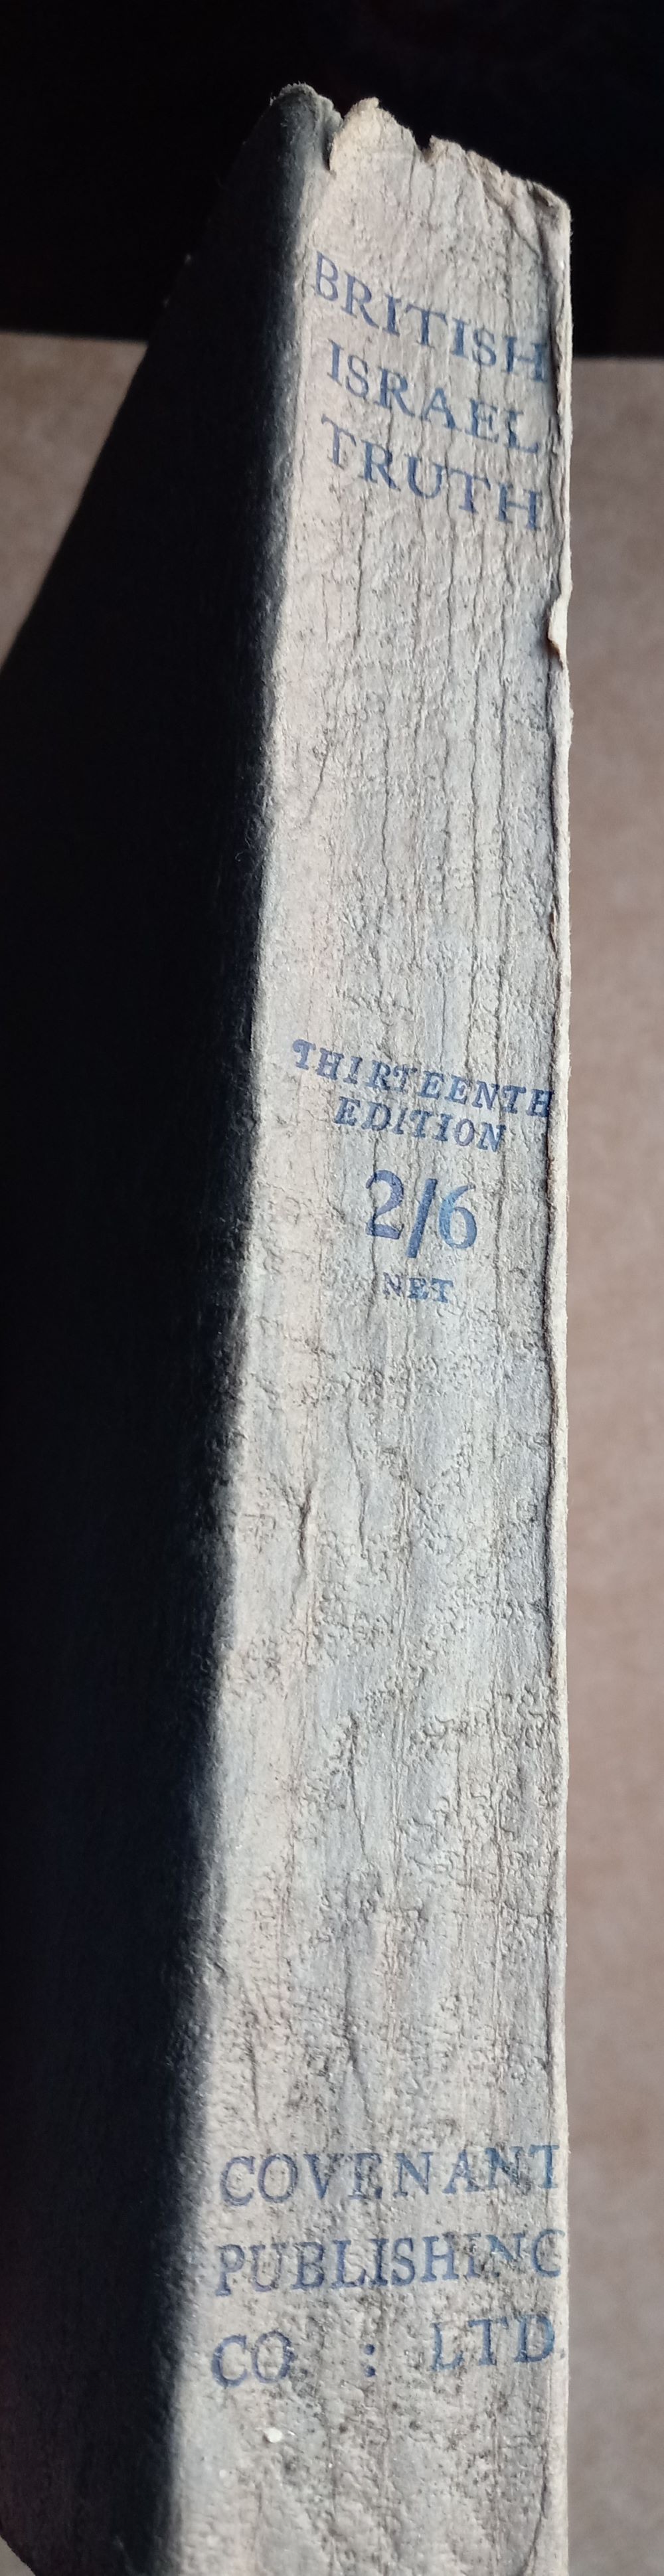 BRITISH
ISRAEL
TRUTH
THIRTEENTH
EDITION
2/6
NET
COVENANT
PUBLISHING
CO : LTD.